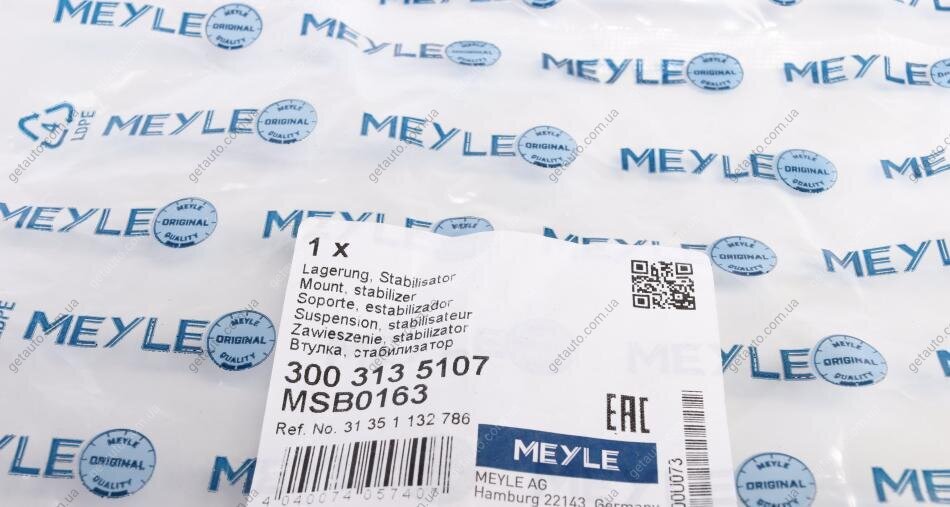 MEYLE ORIGINAL QUALITY
LDPE
1 x
Lagerung, Stabilisator
Mount, stabilizer
Soporte, estabilizador
Suspension, stabilisateur
Zawieszenie, stabilizator
Втулка, стабилизатор
300 313 5107
MSB0163
Ref. No. 31 35 1 132 786
EAC
MEYLE
MEYLE AG
Hamburg 22143, Germany
getauto.com.ua